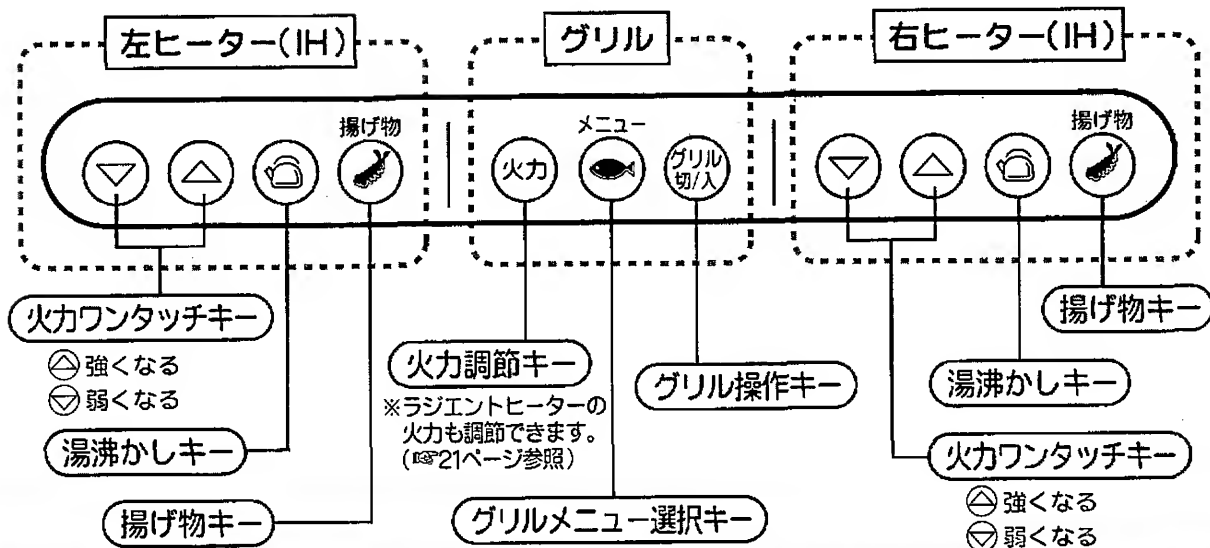 左ヒーター(IH)
グリル
右ヒーター(IH)
揚げ物
メニュー
揚げ物
火力
グリル
切/入
火力ワンタッチキー
△強くなる
▽弱くなる
湯沸かしキー
揚げ物キー
火力調節キー
※ラジエントヒーターの
火力も調節できます。
(☞21ページ参照)
グリルメニュー選択キー
グリル操作キー
揚げ物キー
湯沸かしキー
火力ワンタッチキー
△強くなる
▽弱くなる